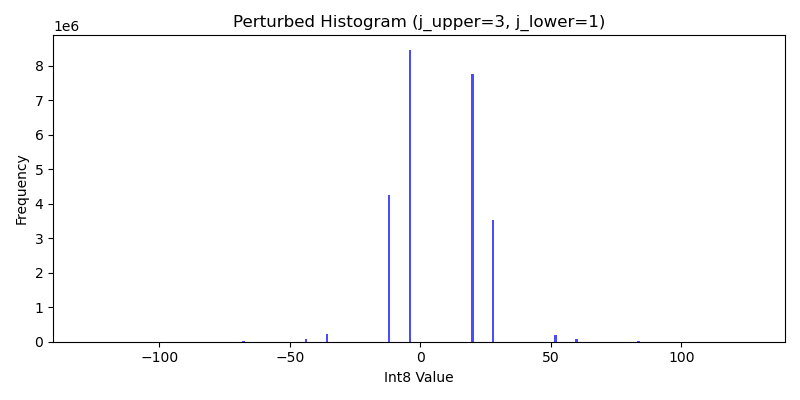 Perturbed Histogram (j_upper=3, j_lower=1)
1e6
8
7
6
5
4
3
2
1
0
Frequency
−100 −50 0 50 100
Int8 Value